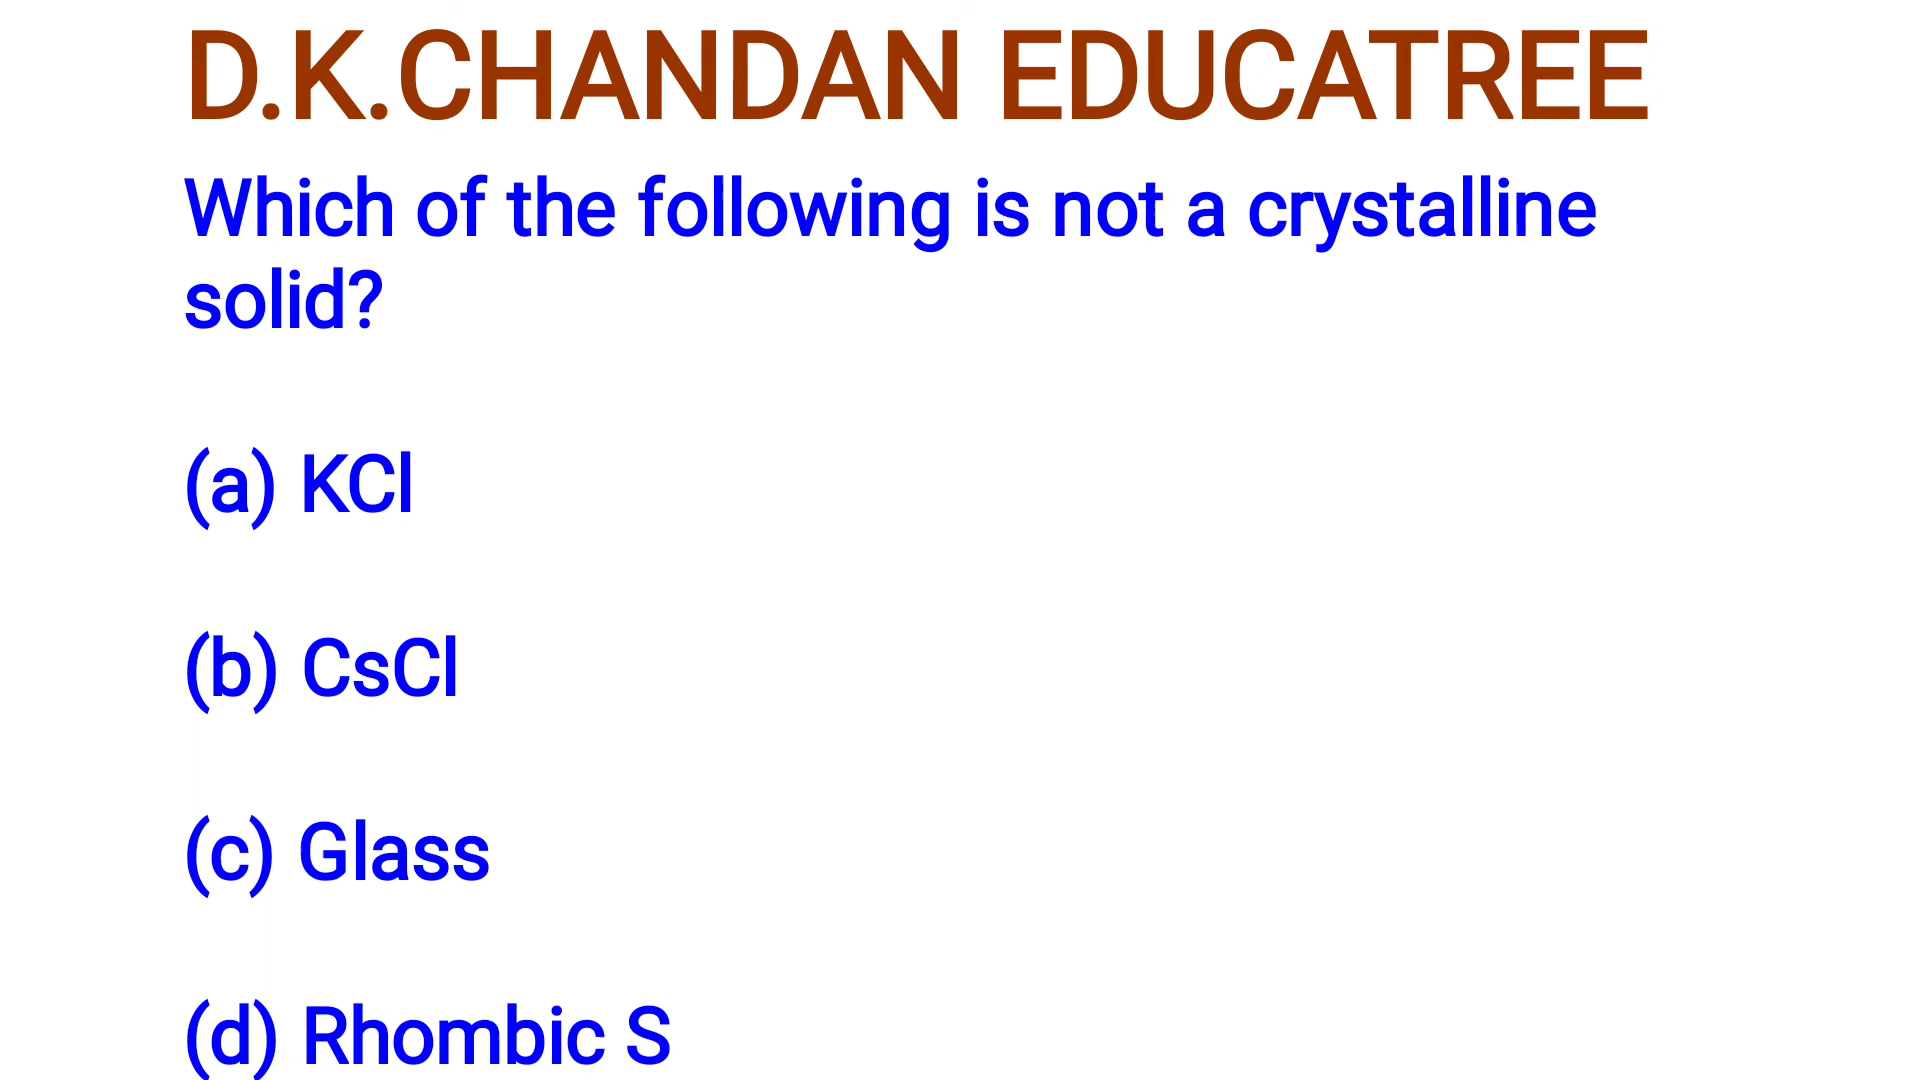 D.K.CHANDAN EDUCATREE
Which of the following is not a crystalline
solid?
(a) KCl
(b) CsCl
(c) Glass
(d) Rhombic S